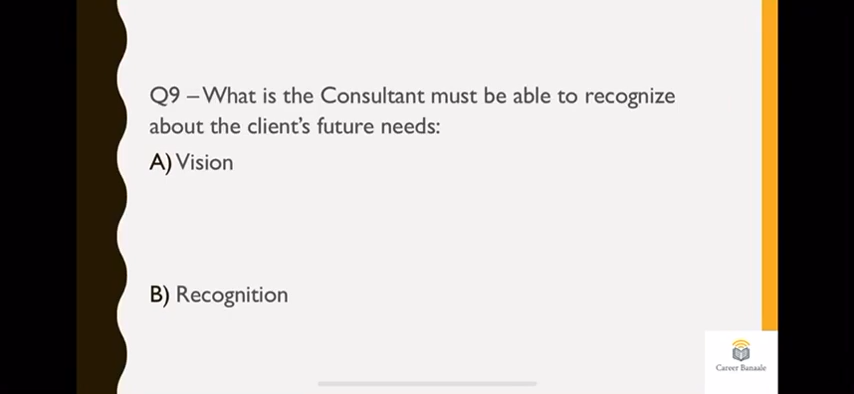 Q9 – What is the Consultant must be able to recognize
about the client's future needs:
A) Vision
B) Recognition
Career Banaale